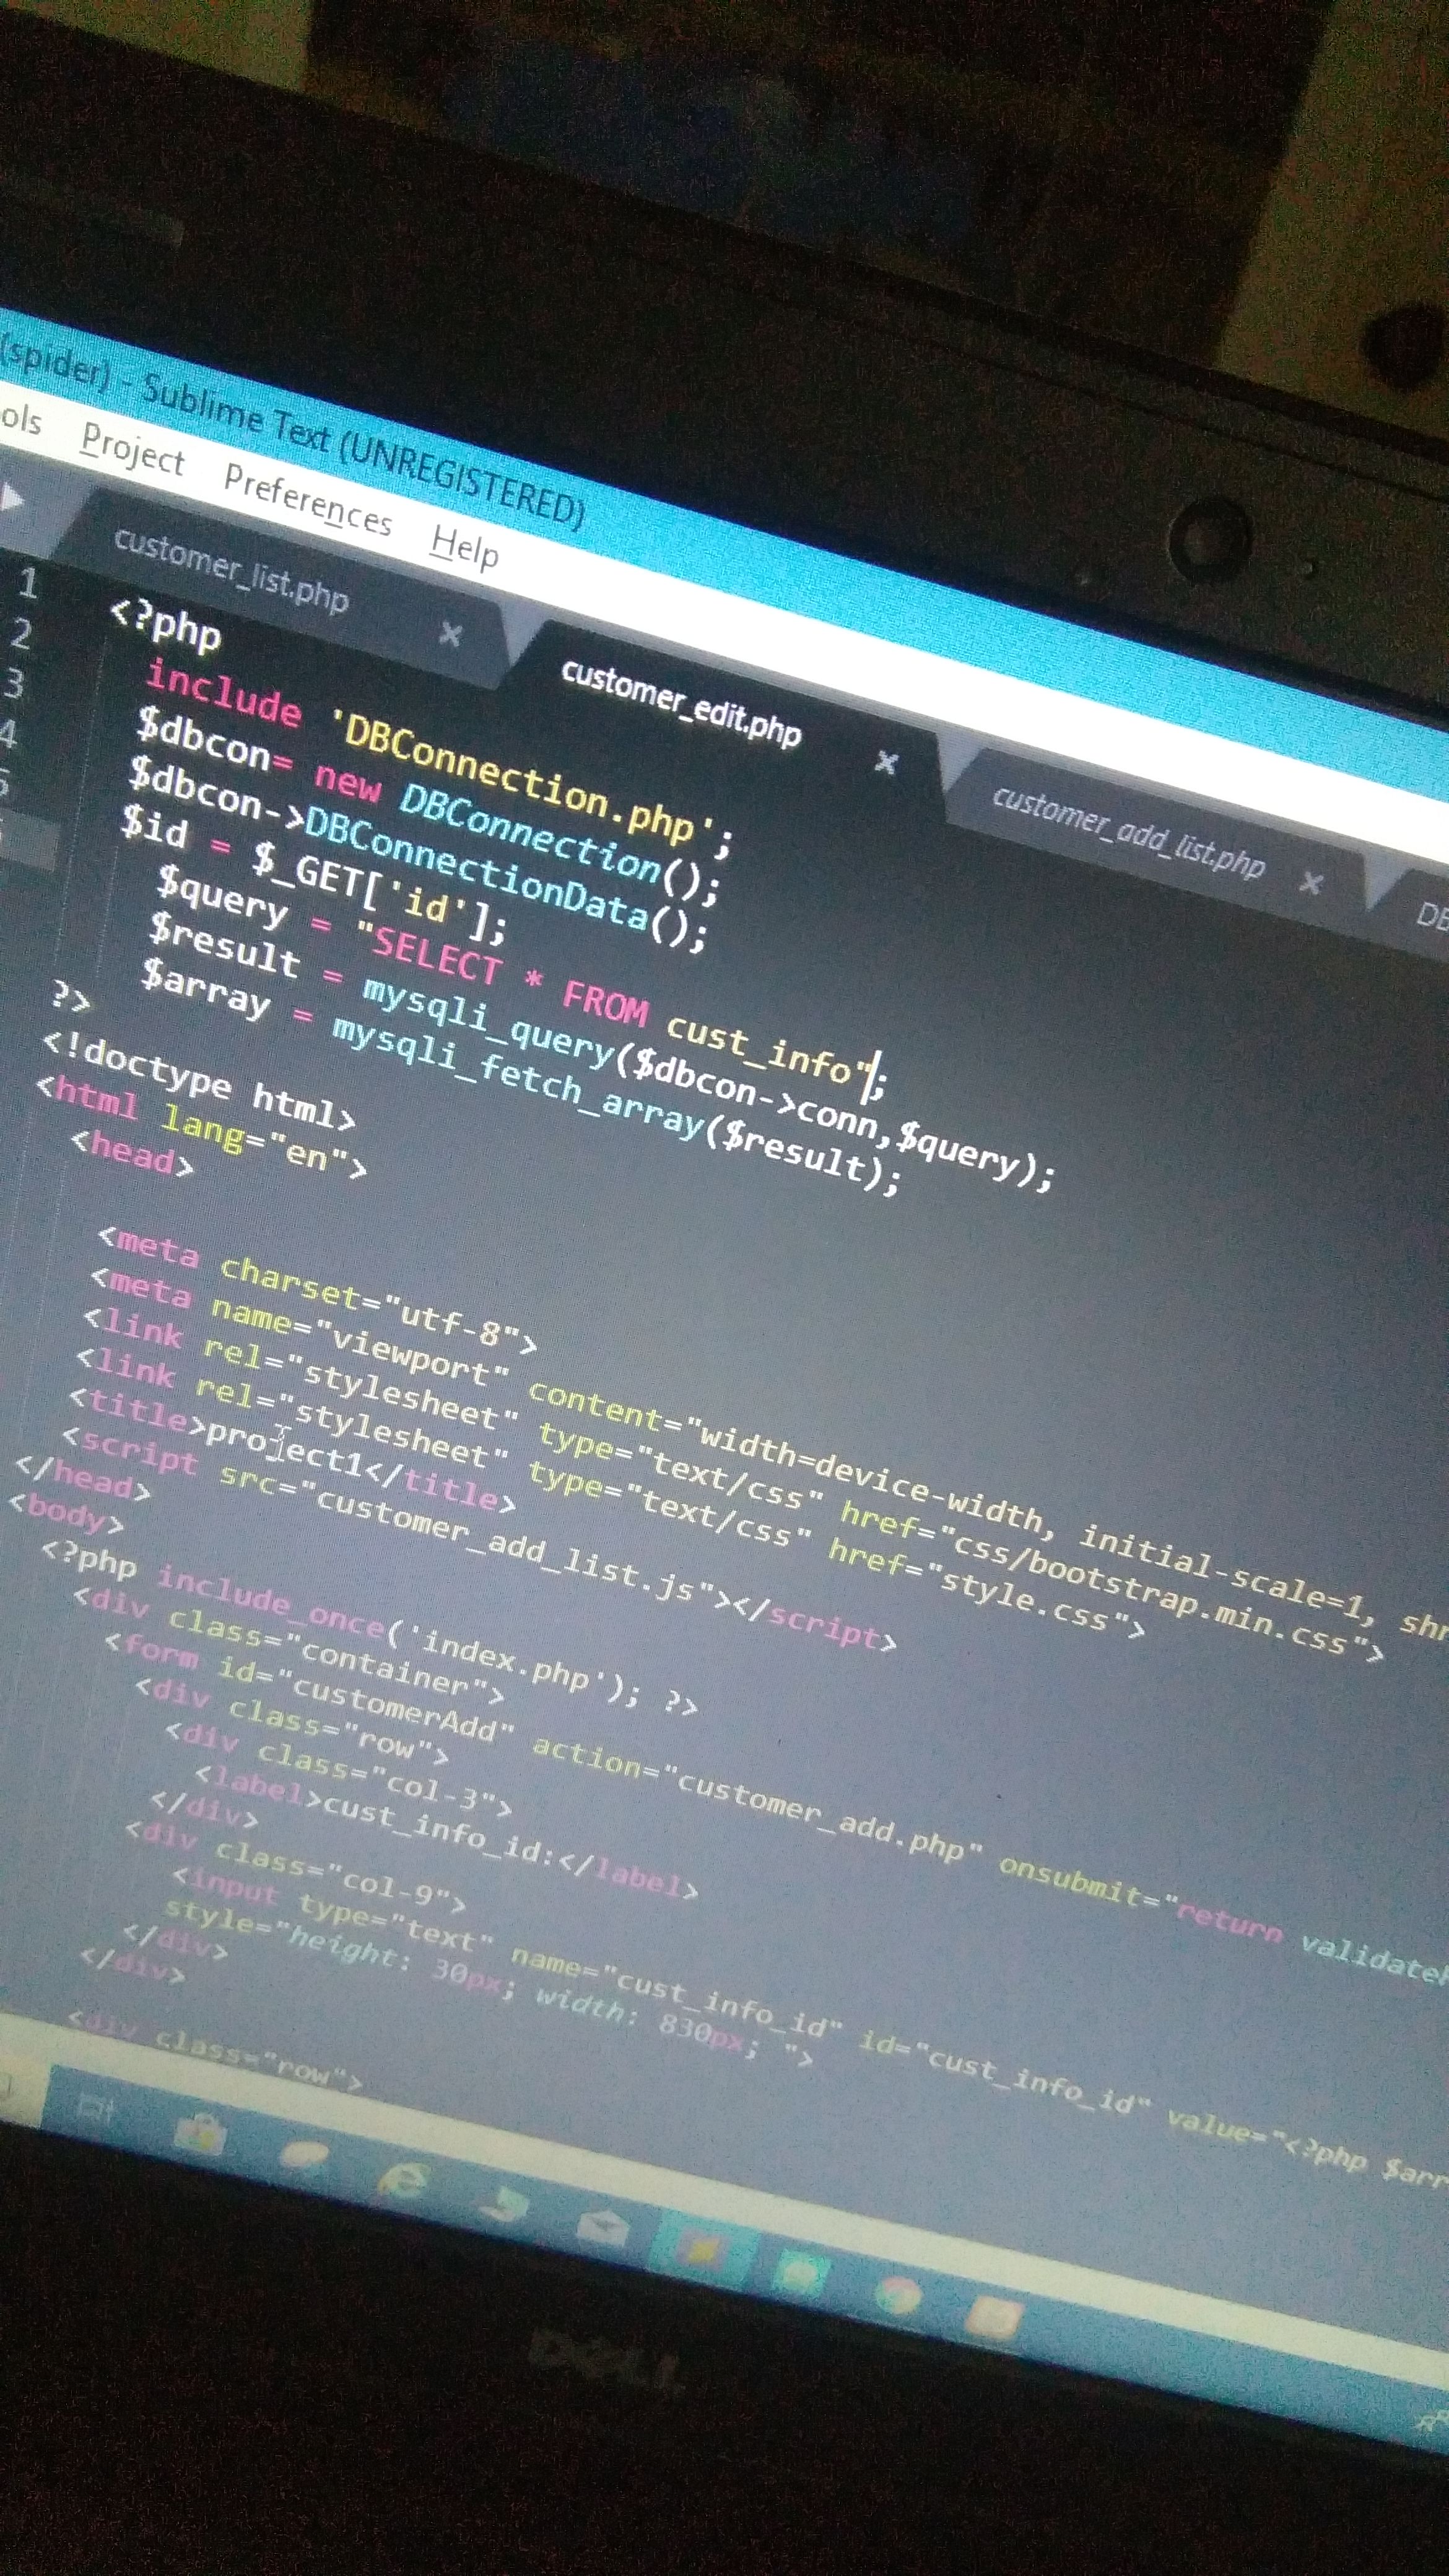 (spider) - Sublime Text (UNREGISTERED)
ols Project Preferences Help
customer_list.php × customer_edit.php × customer_add_list.php × DB
1 <?php
2 include 'DBConnection.php';
3 $dbcon= new DBConnection();
4 $dbcon->DBConnectionData();
5 $id = $_GET['id'];
$query = "SELECT * FROM cust_info";
$result = mysqli_query($dbcon->conn,$query);
$array = mysqli_fetch_array($result);
?>
<!doctype html>
<html lang="en">
<head>
<meta charset="utf-8">
<meta name="viewport" content="width=device-width, initial-scale=1, shr
<link rel="stylesheet" type="text/css" href="css/bootstrap.min.css">
<link rel="stylesheet" type="text/css" href="style.css">
<title>project1</title>
<script src="customer_add_list.js"></script>
</head>
<body>
<?php include_once('index.php'); ?>
<div class="container">
<form id="customerAdd" action="customer_add.php" onsubmit="return validate
<div class="row">
<div class="col-3">
<label>cust_info_id:</label>
</div>
<div class="col-9">
<input type="text" name="cust_info_id" id="cust_info_id" value="<?php $arr
style="height: 30px; width: 830px; ">
</div>
</div>
<div class="row">
DELL